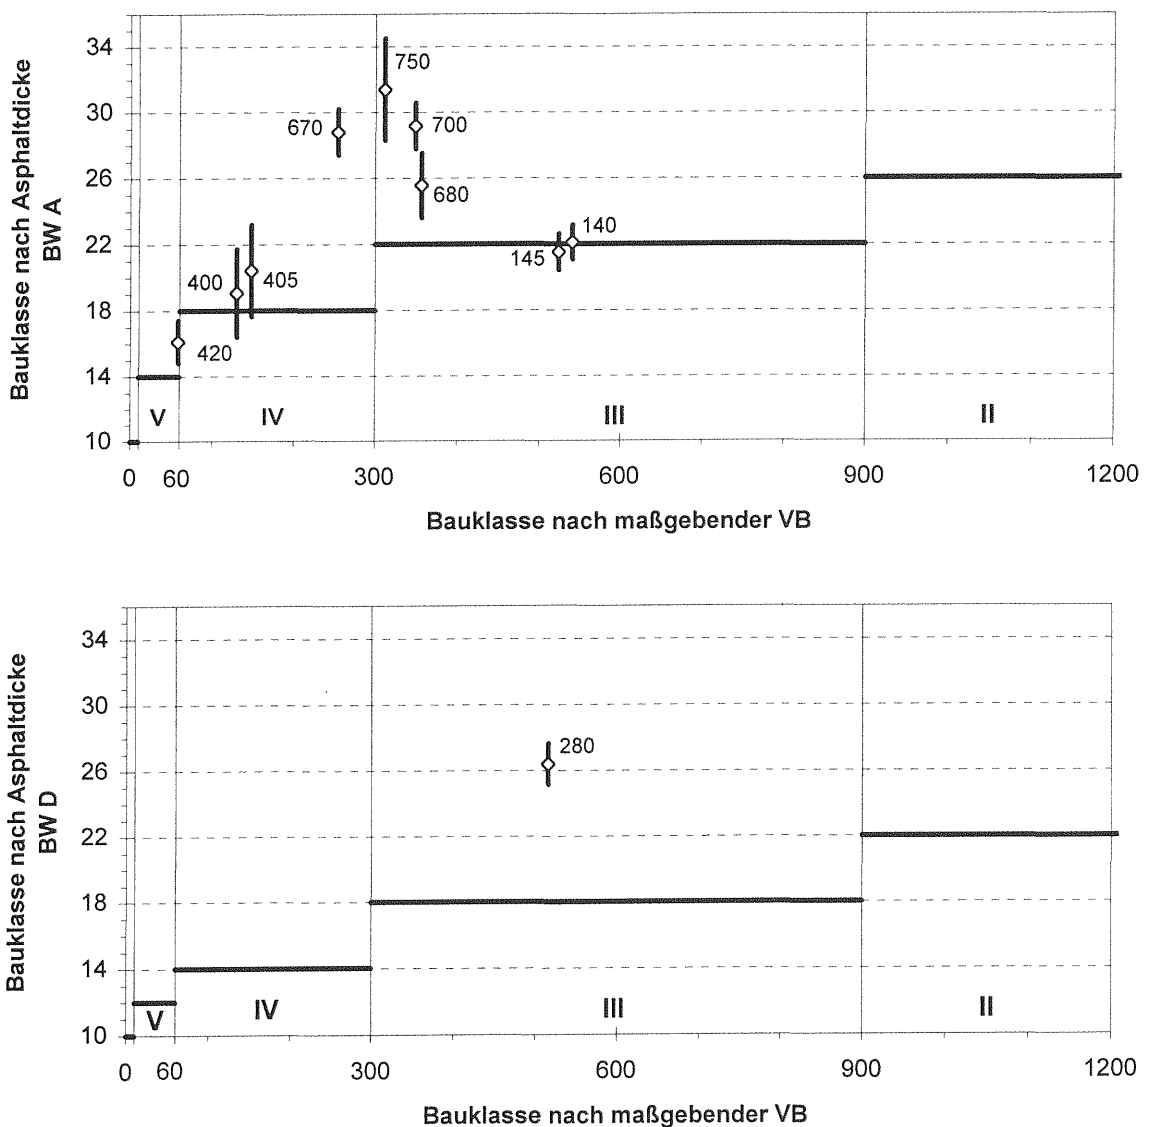 Bauklasse nach Asphaltdicke
BW A
34
30
26
22
18
14
10
750
670
700
680
140
145
400
405
420
V
IV
III
II
0
60
300
600
900
1200
Bauklasse nach maßgebender VB
Bauklasse nach Asphaltdicke
BW D
34
30
26
22
18
14
10
280
V
IV
III
II
0
60
300
600
900
1200
Bauklasse nach maßgebender VB